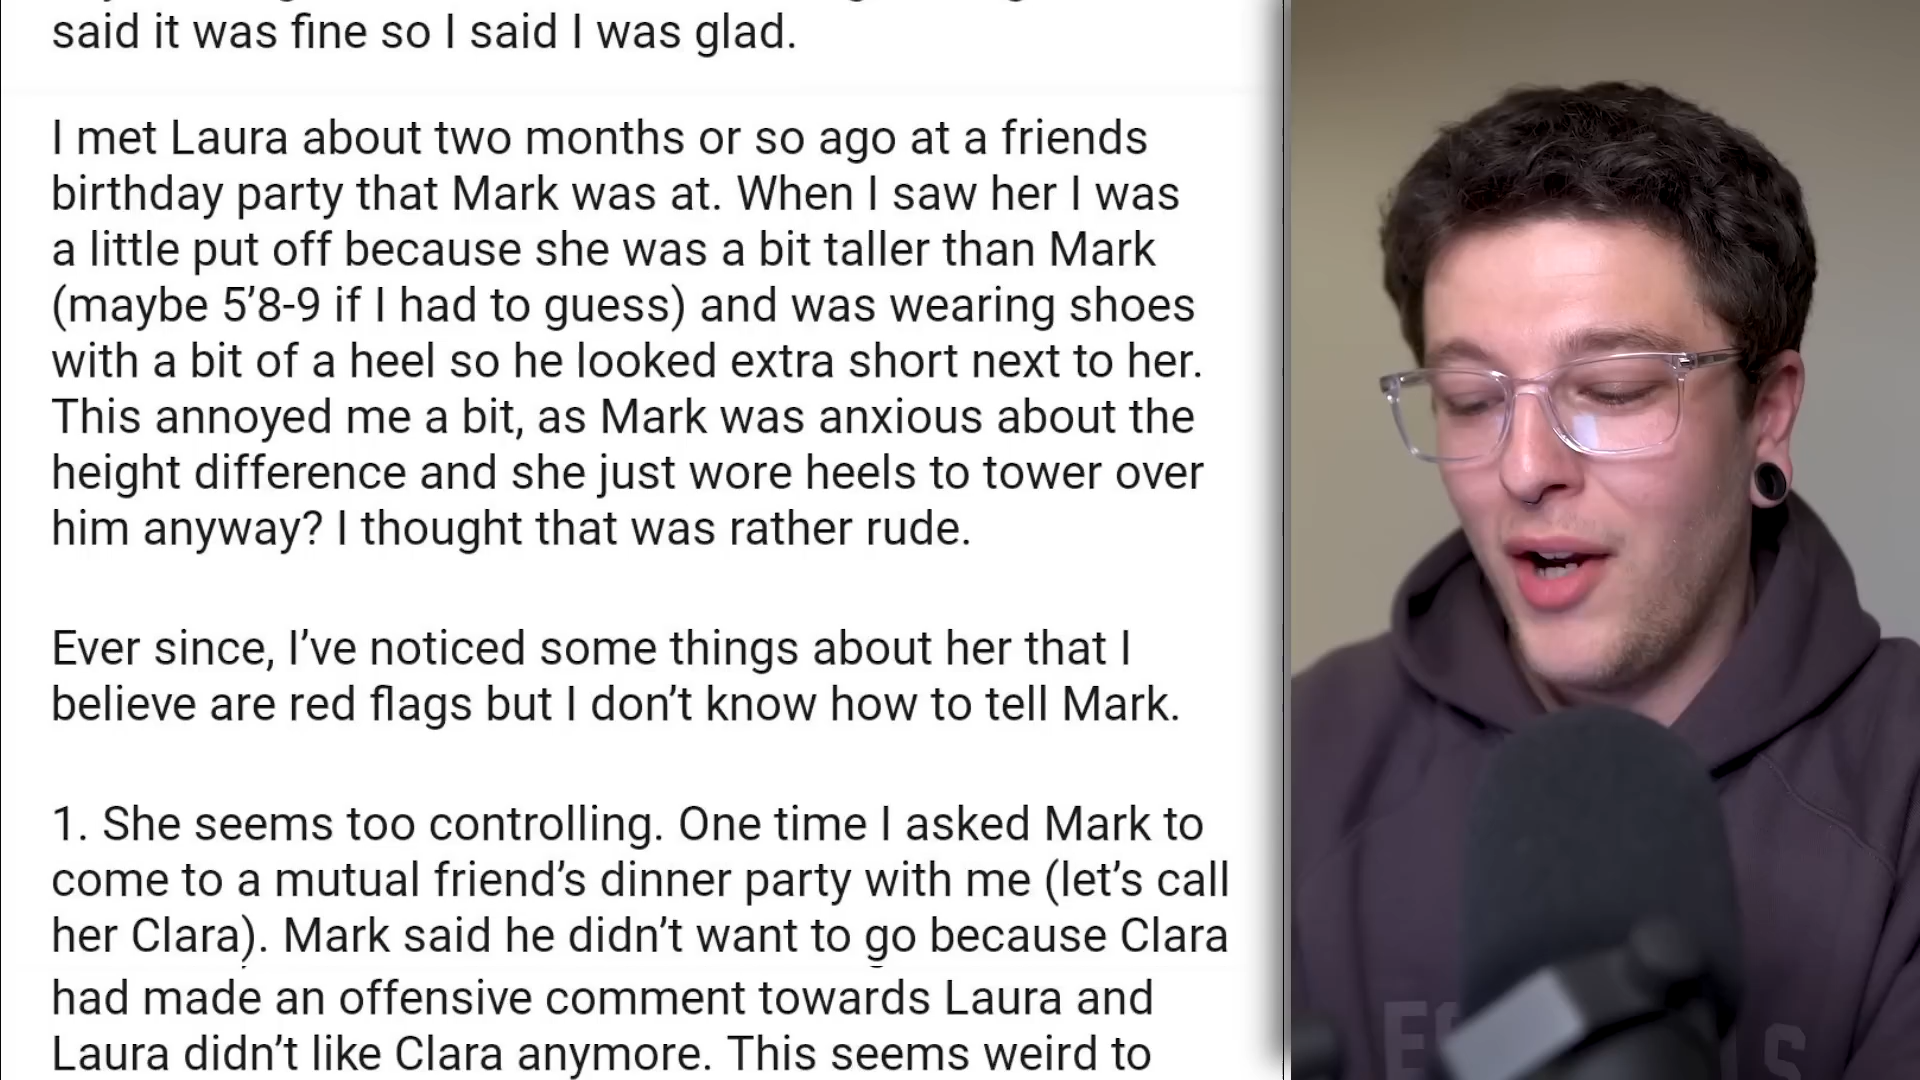 said it was fine so I said I was glad.
I met Laura about two months or so ago at a friends
birthday party that Mark was at. When I saw her I was
a little put off because she was a bit taller than Mark
(maybe 5’8-9 if I had to guess) and was wearing shoes
with a bit of a heel so he looked extra short next to her.
This annoyed me a bit, as Mark was anxious about the
height difference and she just wore heels to tower over
him anyway? I thought that was rather rude.
Ever since, I’ve noticed some things about her that I
believe are red flags but I don’t know how to tell Mark.
1. She seems too controlling. One time I asked Mark to
come to a mutual friend’s dinner party with me (let’s call
her Clara). Mark said he didn’t want to go because Clara
had made an offensive comment towards Laura and
Laura didn’t like Clara anymore. This seems weird to